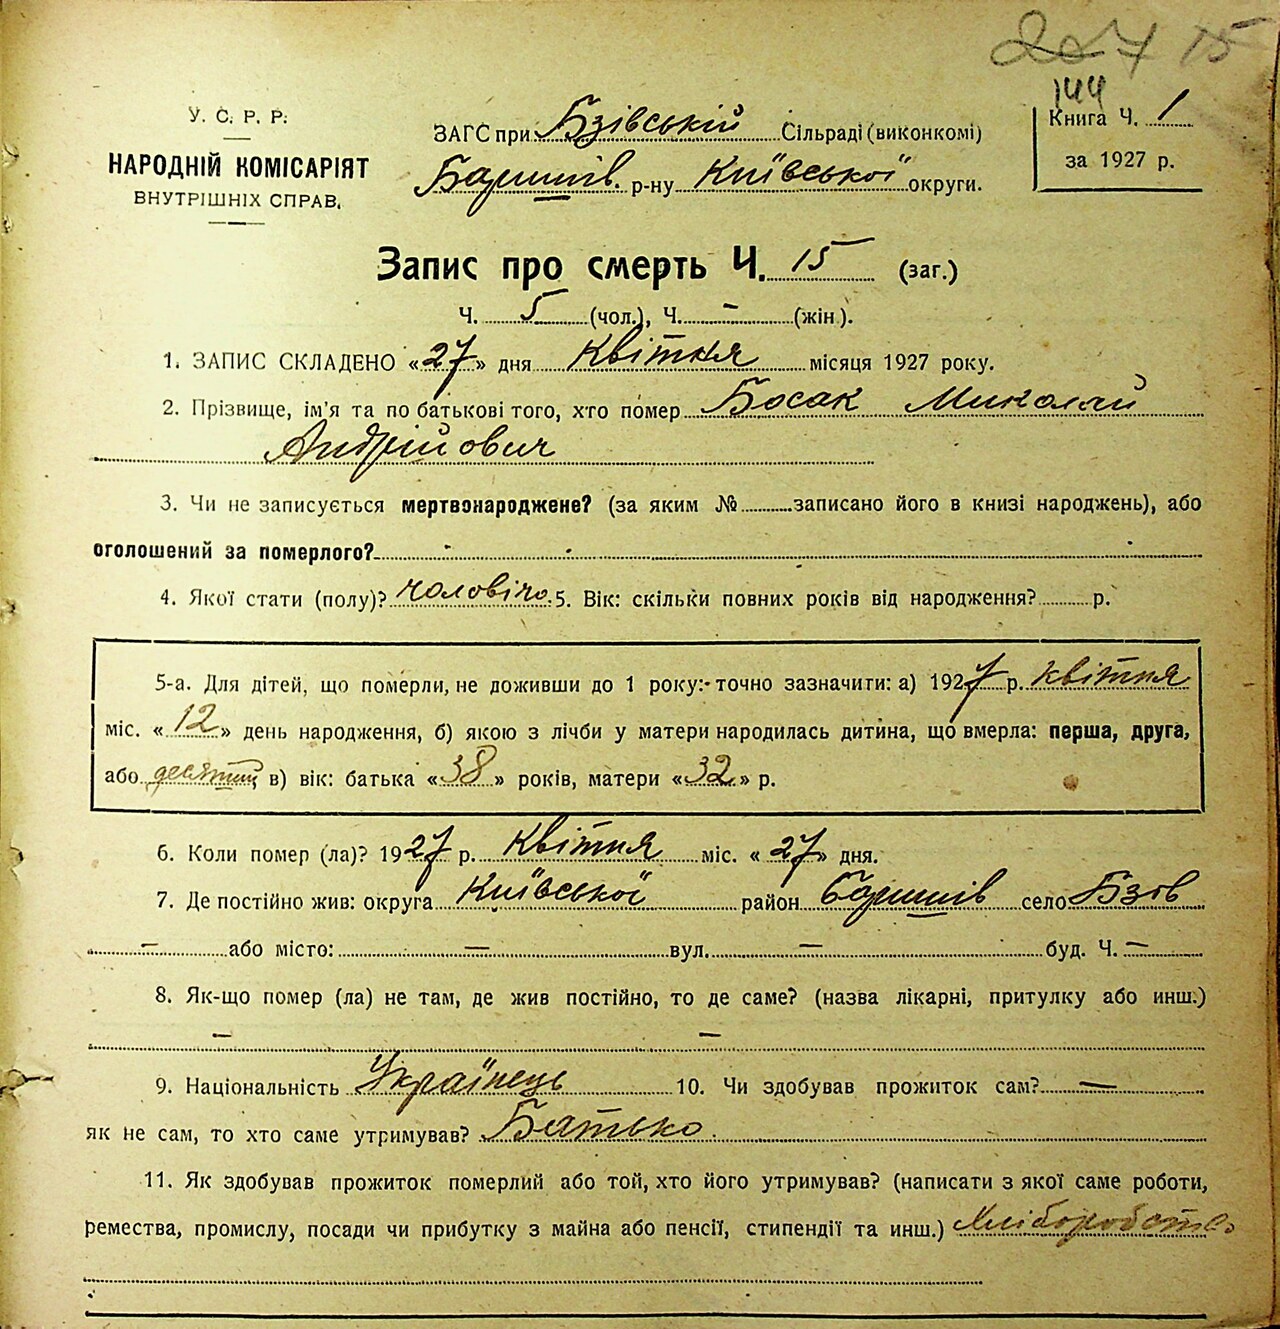 227 15
144
У. С. Р. Р.
НАРОДНІЙ КОМІСАРІЯТ
ВНУТРІШНІХ СПРАВ.
ЗАГС при Бзівській Сільраді (виконкомі)
Баришів. р-ну Київської округи.
Книга Ч. 1
за 1927 р.
Запис про смерть Ч. 15 (заг.)
Ч. 5 (чол.), Ч. – (жін.).
1. ЗАПИС СКЛАДЕНО «27» дня Квітня місяця 1927 року.
2. Прізвище, ім'я та по батькові того, хто помер Босак Миколай
Андрійович
3. Чи не записується мертвонароджене? (за яким № записано його в книзі народжень), або
оголошений за померлого?
4. Якої стати (полу)? чоловічо. 5. Вік: скільки повних років від народження? р.
5-а. Для дітей, що померли, не доживши до 1 року: точно зазначити: а) 1927 р. квітня
міс. «12» день народження, б) якою з лічби у матери народилась дитина, що вмерла: перша, друга,
або десятий в) вік: батька «38» років, матери «32» р.
6. Коли помер (ла)? 1927 р. Квітня міс. «27» дня.
7. Де постійно жив: округа Київської район Баришів село Бзів
– або місто: – вул. – буд. Ч. –
8. Як-що помер (ла) не там, де жив постійно, то де саме? (назва лікарні, притулку або инш.)
– –
9. Національність Українець 10. Чи здобував прожиток сам? –
як не сам, то хто саме утримував? Батько
11. Як здобував прожиток померлий або той, хто його утримував? (написати з якої саме роботи,
ремества, промислу, посади чи прибутку з майна або пенсії, стипендії та инш.) Хліборобство